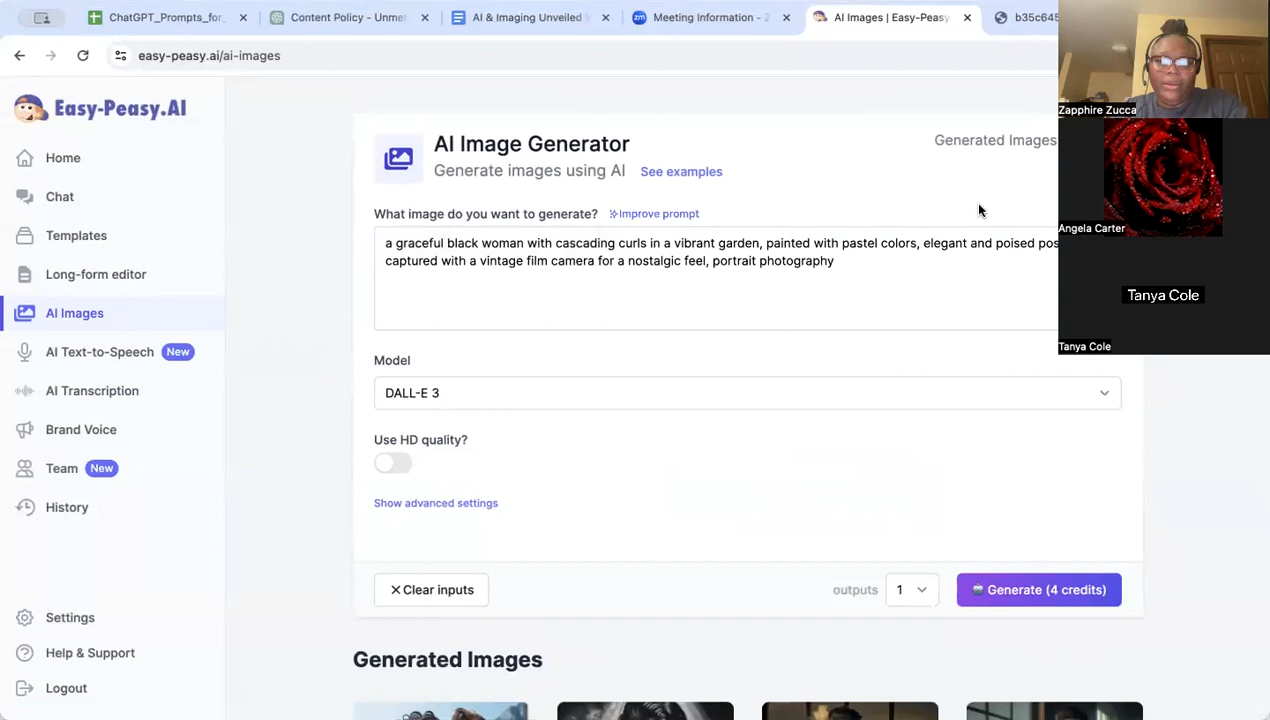 ChatGPT_Prompts_for_
Content Policy - Unme
AI & Imaging Unveiled
Meeting Information - Z
AI Images | Easy-Peasy
b35c645
easy-peasy.ai/ai-images
Zapphire Zucca
Angela Carter
Tanya Cole
Tanya Cole
Easy-Peasy.AI
Home
Chat
Templates
Long-form editor
AI Images
AI Text-to-Speech New
AI Transcription
Brand Voice
Team New
History
Settings
Help & Support
Logout
AI Image Generator
Generated Images
Generate images using AI See examples
What image do you want to generate? Improve prompt
a graceful black woman with cascading curls in a vibrant garden, painted with pastel colors, elegant and poised pos
captured with a vintage film camera for a nostalgic feel, portrait photography
Model
DALL-E 3
Use HD quality?
Show advanced settings
Clear inputs
outputs 1
Generate (4 credits)
Generated Images